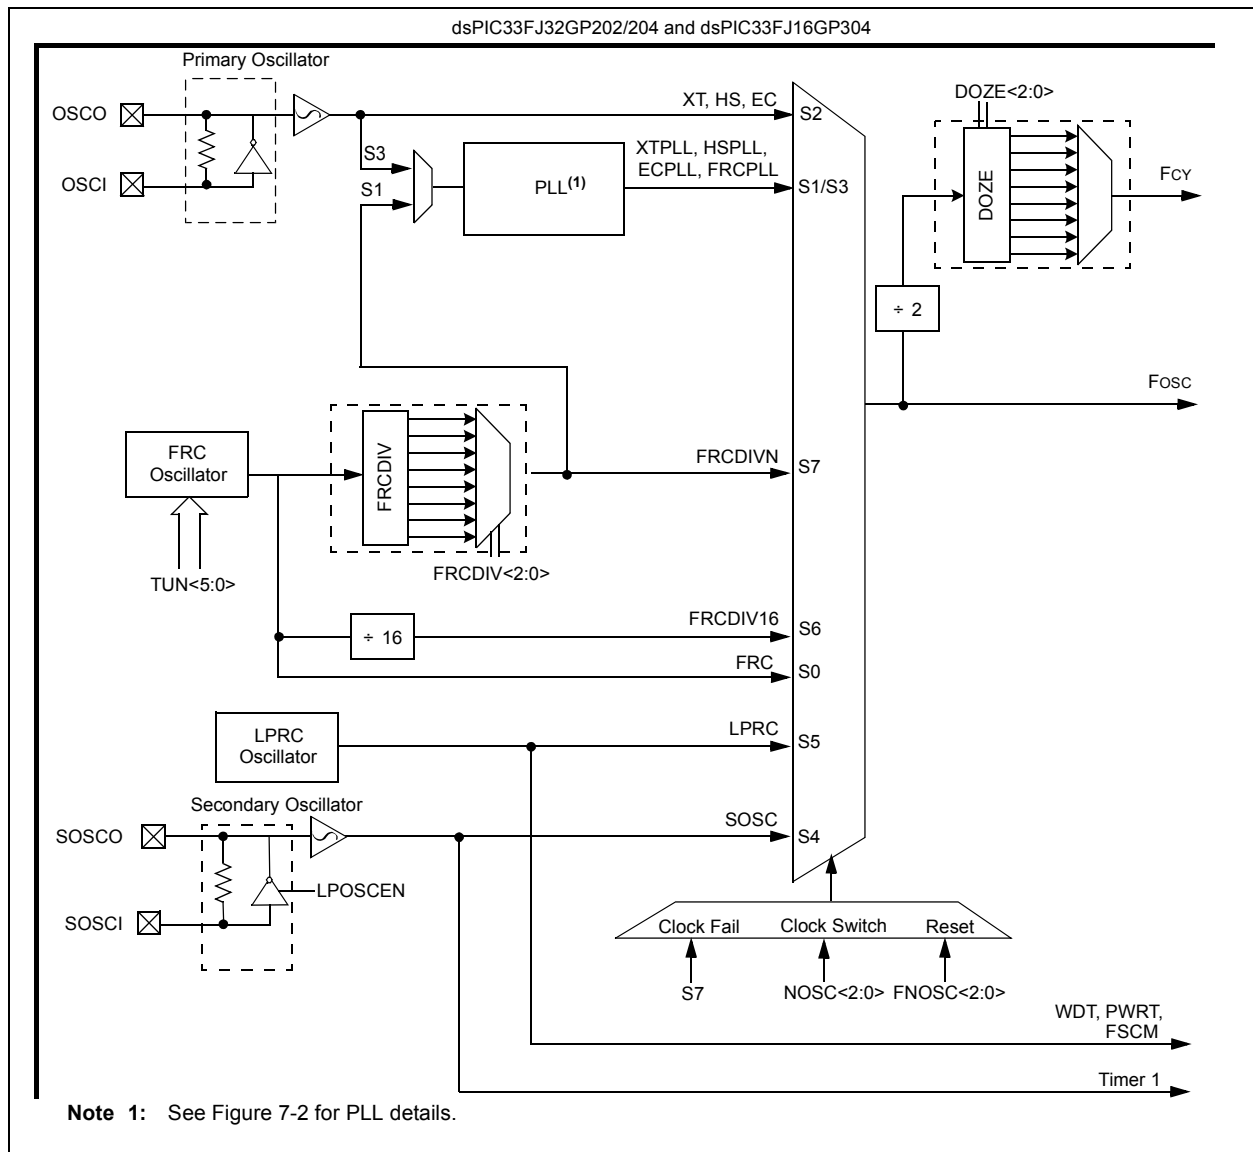 dsPIC33FJ32GP202/204 and dsPIC33FJ16GP304
Primary Oscillator
OSCO
OSCI
XT, HS, EC
S2
S3
S1
PLL(1)
XTPLL, HSPLL,
ECPLL, FRCPLL
S1/S3
DOZE<2:0>
DOZE
FCY
÷ 2
FOSC
FRC
Oscillator
TUN<5:0>
FRCDIV
FRCDIV<2:0>
FRCDIVN
S7
÷ 16
FRCDIV16
S6
FRC
S0
LPRC
Oscillator
LPRC
S5
Secondary Oscillator
SOSCO
SOSCI
LPOSCEN
SOSC
S4
Clock Fail
Clock Switch
Reset
S7
NOSC<2:0>
FNOSC<2:0>
WDT, PWRT,
FSCM
Timer 1
Note 1: See Figure 7-2 for PLL details.